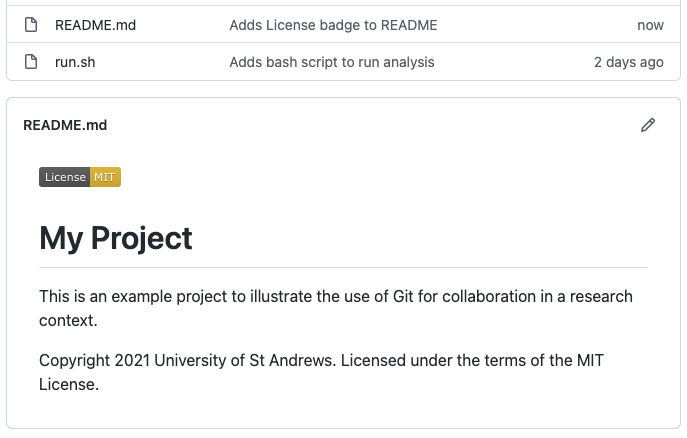 README.md Adds License badge to README now
run.sh Adds bash script to run analysis 2 days ago
README.md
License MIT
My Project
This is an example project to illustrate the use of Git for collaboration in a research
context.
Copyright 2021 University of St Andrews. Licensed under the terms of the MIT
License.